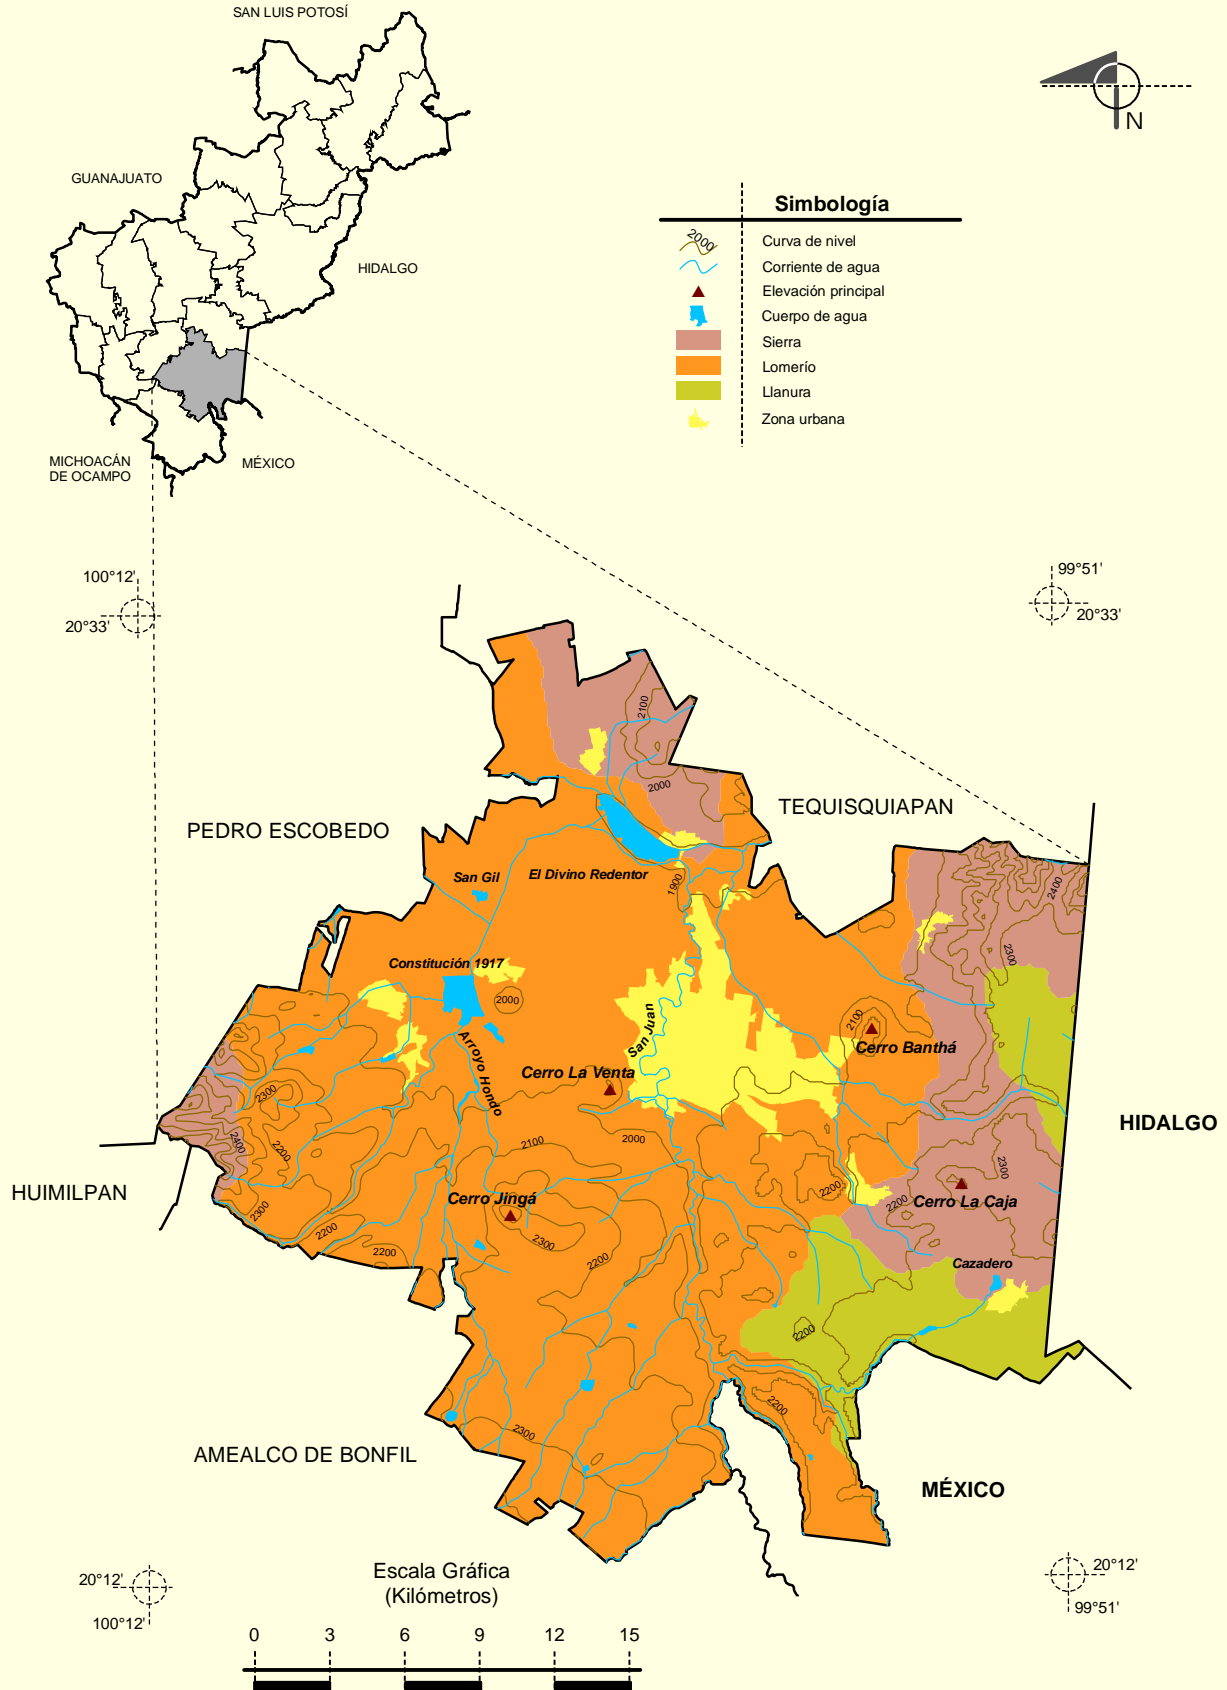 SAN LUIS POTOSÍ
GUANAJUATO
HIDALGO
MICHOACÁN
DE OCAMPO
MÉXICO
N
Simbología
2000
Curva de nivel
Corriente de agua
Elevación principal
Cuerpo de agua
Sierra
Lomerío
Llanura
Zona urbana
100°12'
20°33'
99°51'
20°33'
2100
2000
TEQUISQUIAPAN
PEDRO ESCOBEDO
San Gil
El Divino Redentor
1900
2400
2300
Constitución 1917
2000
San Juan
2100
Cerro Banthá
Arroyo Hondo
Cerro La Venta
2300
2400
2200
2100
2000
HIDALGO
HUIMILPAN
2300
2200
2200
Cerro La Caja
Cerro Jingá
2300
2200
2200
2300
2200
Cazadero
2200
2200
2300
AMEALCO DE BONFIL
MÉXICO
Escala Gráfica
(Kilómetros)
20°12'
100°12'
20°12'
99°51'
0 3 6 9 12 15